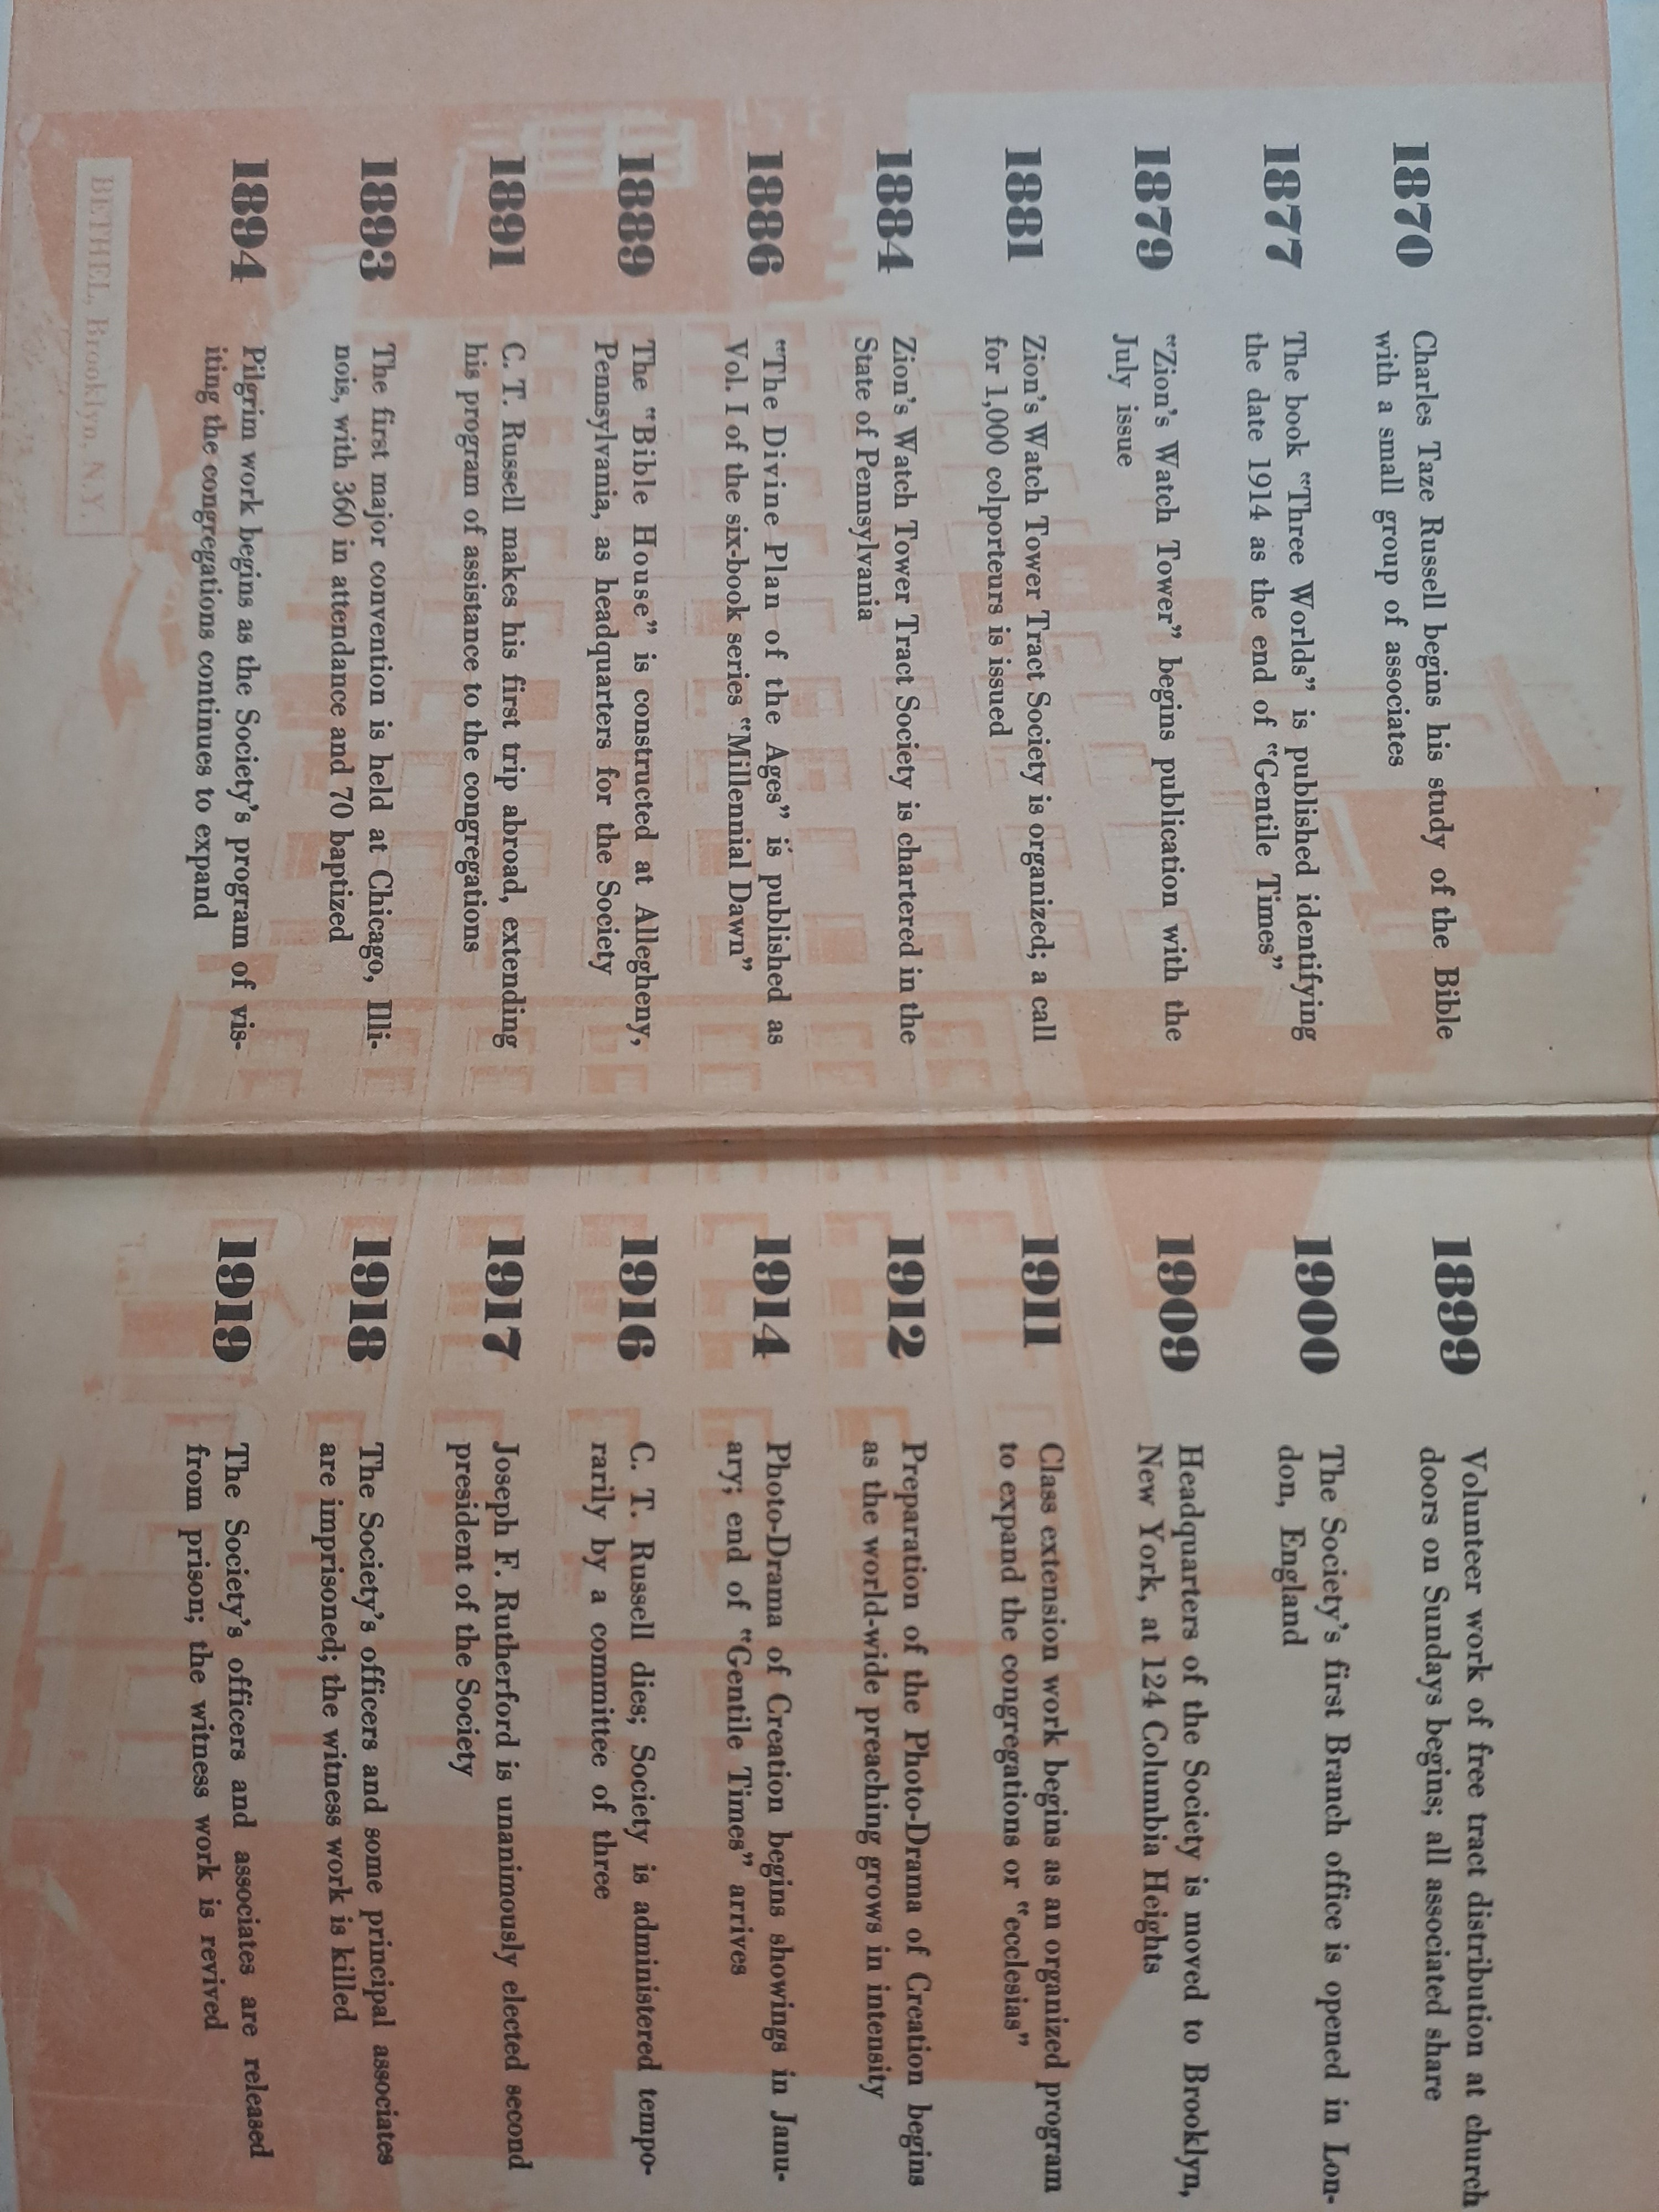 1870 Charles Taze Russell begins his study of the Bible
with a small group of associates
1877 The book "Three Worlds" is published identifying
the date 1914 as the end of "Gentile Times"
1879 "Zion's Watch Tower" begins publication with the
July issue
1881 Zion's Watch Tower Tract Society is organized; a call
for 1,000 colporteurs is issued
1884 Zion's Watch Tower Tract Society is chartered in the
State of Pennsylvania
1886 "The Divine Plan of the Ages" is published as
Vol. I of the six-book series "Millennial Dawn"
1889 The "Bible House" is constructed at Allegheny,
Pennsylvania, as headquarters for the Society
1891 C. T. Russell makes his first trip abroad, extending
his program of assistance to the congregations
1893 The first major convention is held at Chicago, Illi-
nois, with 360 in attendance and 70 baptized
1894 Pilgrim work begins as the Society's program of vis-
iting the congregations continues to expand
BETHEL, Brooklyn, N.Y.
1899 Volunteer work of free tract distribution at church
doors on Sundays begins; all associated share
1900 The Society's first Branch office is opened in Lon-
don, England
1909 Headquarters of the Society is moved to Brooklyn,
New York, at 124 Columbia Heights
1911 Class extension work begins as an organized program
to expand the congregations or "ecclesias"
1912 Preparation of the Photo-Drama of Creation begins
as the world-wide preaching grows in intensity
1914 Photo-Drama of Creation begins showings in Janu-
ary; end of "Gentile Times" arrives
1916 C. T. Russell dies; Society is administered tempo-
rarily by a committee of three
1917 Joseph F. Rutherford is unanimously elected second
president of the Society
1918 The Society's officers and some principal associates
are imprisoned; the witness work is killed
1919 The Society's officers and associates are released
from prison; the witness work is revived